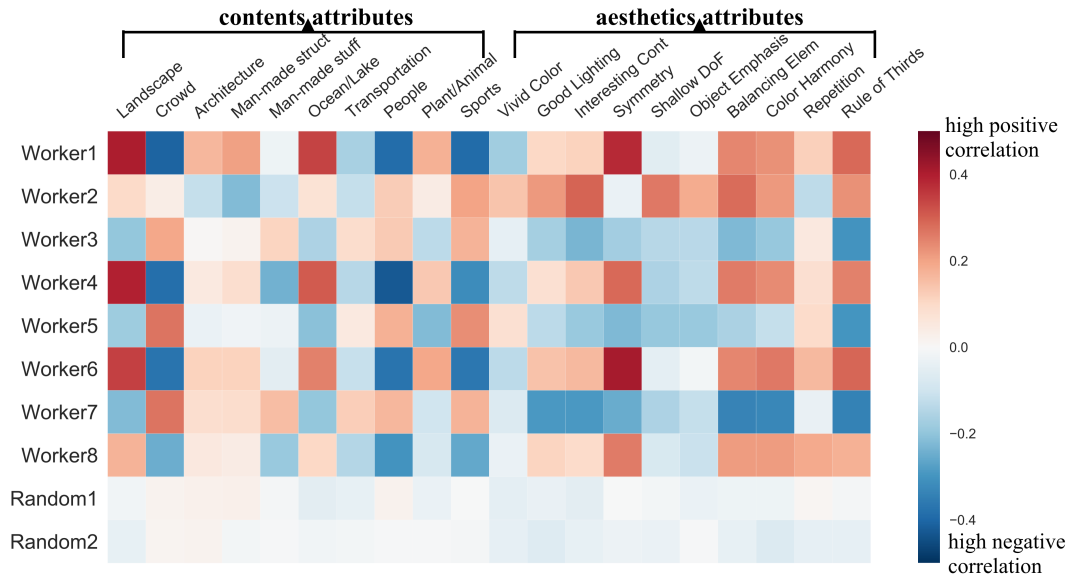 contents attributes
aesthetics attributes
Landscape
Crowd
Architecture
Man-made struct
Man-made stuff
Ocean/Lake
Transportation
People
Plant/Animal
Sports
Vivid Color
Good Lighting
Interesting Cont
Symmetry
Shallow DoF
Object Emphasis
Balancing Elem
Color Harmony
Repetition
Rule of Thirds
Worker1
Worker2
Worker3
Worker4
Worker5
Worker6
Worker7
Worker8
Random1
Random2
high positive
correlation
0.4
0.2
0.0
−0.2
−0.4
high negative
correlation